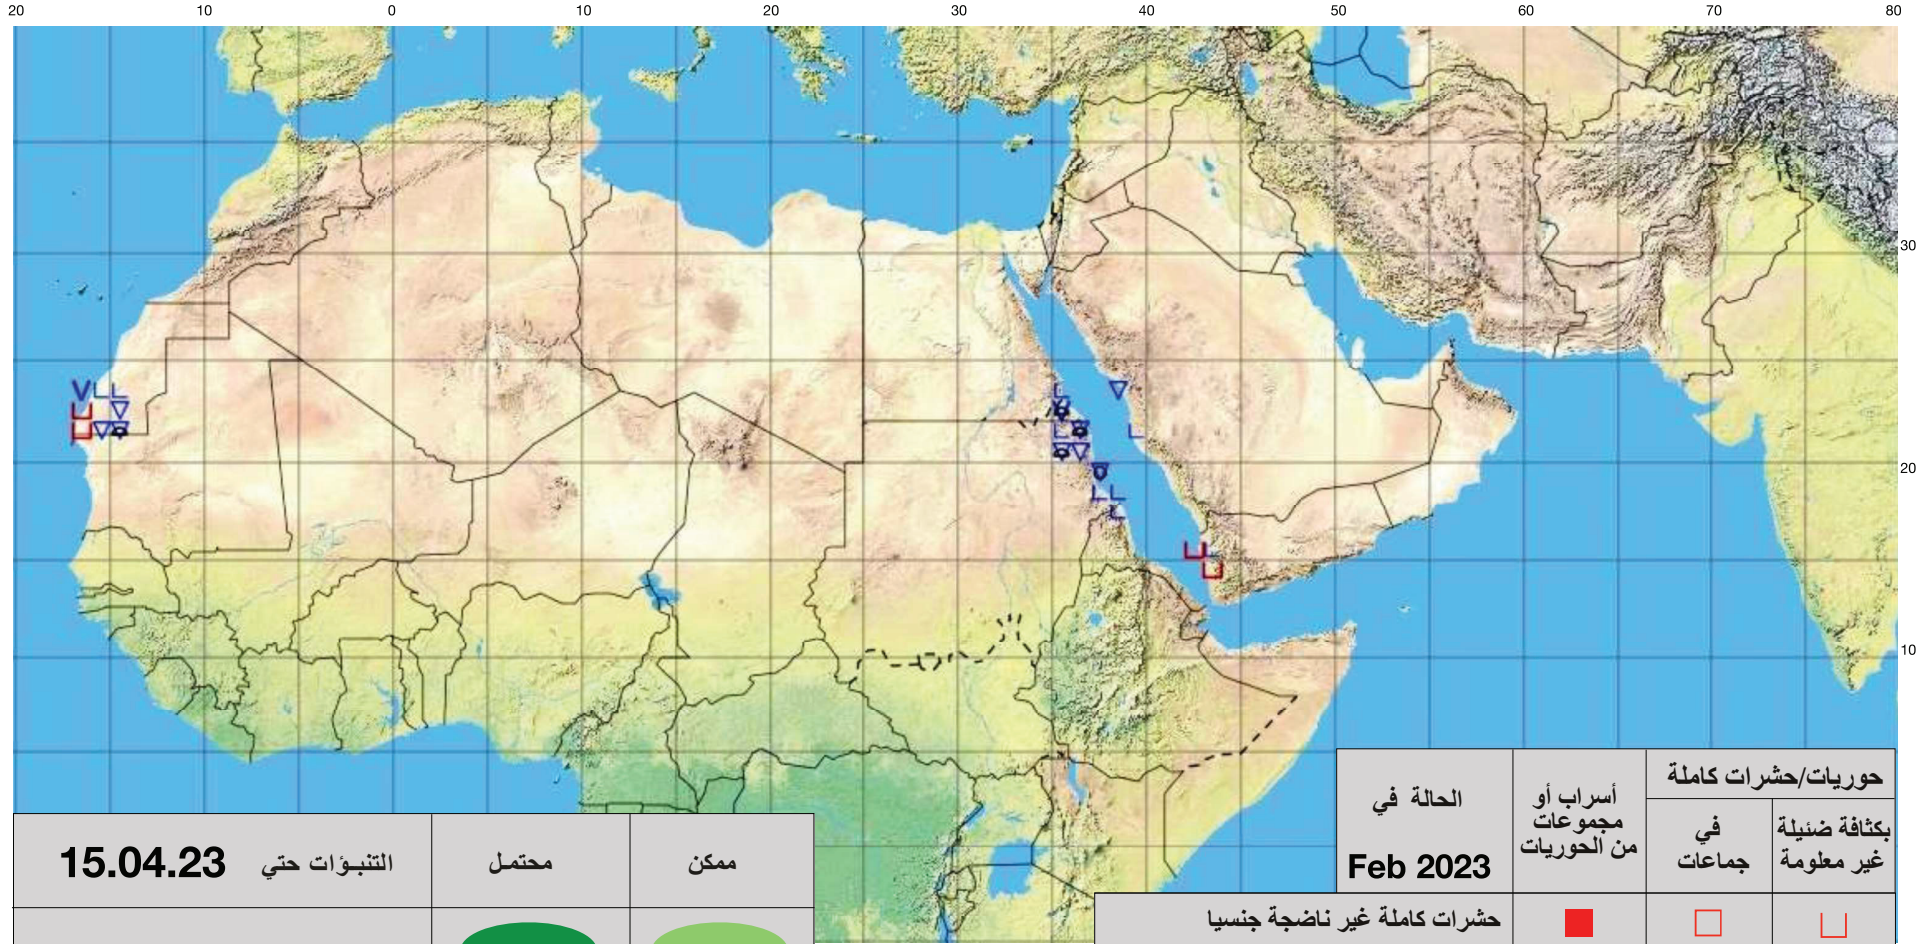 20 10 0 10 20 30 40 50 60 70 80
30
20
10
حوريات/حشرات كاملة
الحالة في
Feb 2023
أسراب أو
مجموعات
من الحوريات
في
جماعات
بكثافة ضئيلة
غير معلومة
حشرات كاملة غير ناضجة جنسيا
التنبـؤات حتي 15.04.23
محتمـل
ممكن